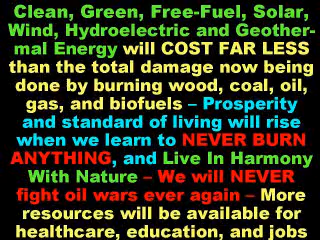 Clean, Green, Free-Fuel, Solar,
Wind, Hydroelectric and Geother-
mal Energy will COST FAR LESS
than the total damage now being
done by burning wood, coal, oil,
gas, and biofuels – Prosperity
and standard of living will rise
when we learn to NEVER BURN
ANYTHING, and Live In Harmony
With Nature – We will NEVER
fight oil wars ever again – More
resources will be available for
healthcare, education, and jobs